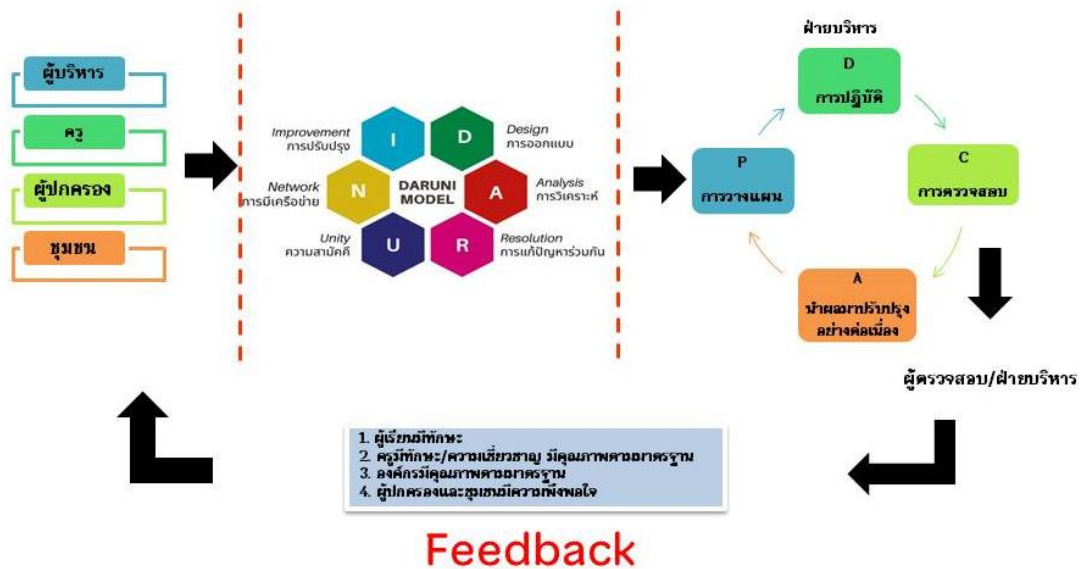 ผู้บริหาร
ครู
ผู้ปกครอง
ชุมชน
Improvement
การปรับปรุง
I
D
Design
การออกแบบ
Network
การมีเครือข่าย
N
DARUNI
MODEL
A
Analysis
การวิเคราะห์
Unity
ความสามัคคี
U
R
Resolution
การแก้ปัญหาร่วมกัน
ฝ่ายบริหาร
D
การปฏิบัติ
P
การวางแผน
C
การตรวจสอบ
A
นำผลมาปรับปรุง
อย่างต่อเนื่อง
ผู้ตรวจสอบ/ฝ่ายบริหาร
1. ผู้เรียนมีทักษะ
2. ครูมีทักษะ/ความเชี่ยวชาญ มีคุณภาพตามมาตรฐาน
3. องค์กรมีคุณภาพตามมาตรฐาน
4. ผู้ปกครองและชุมชนมีความพึงพอใจ
Feedback